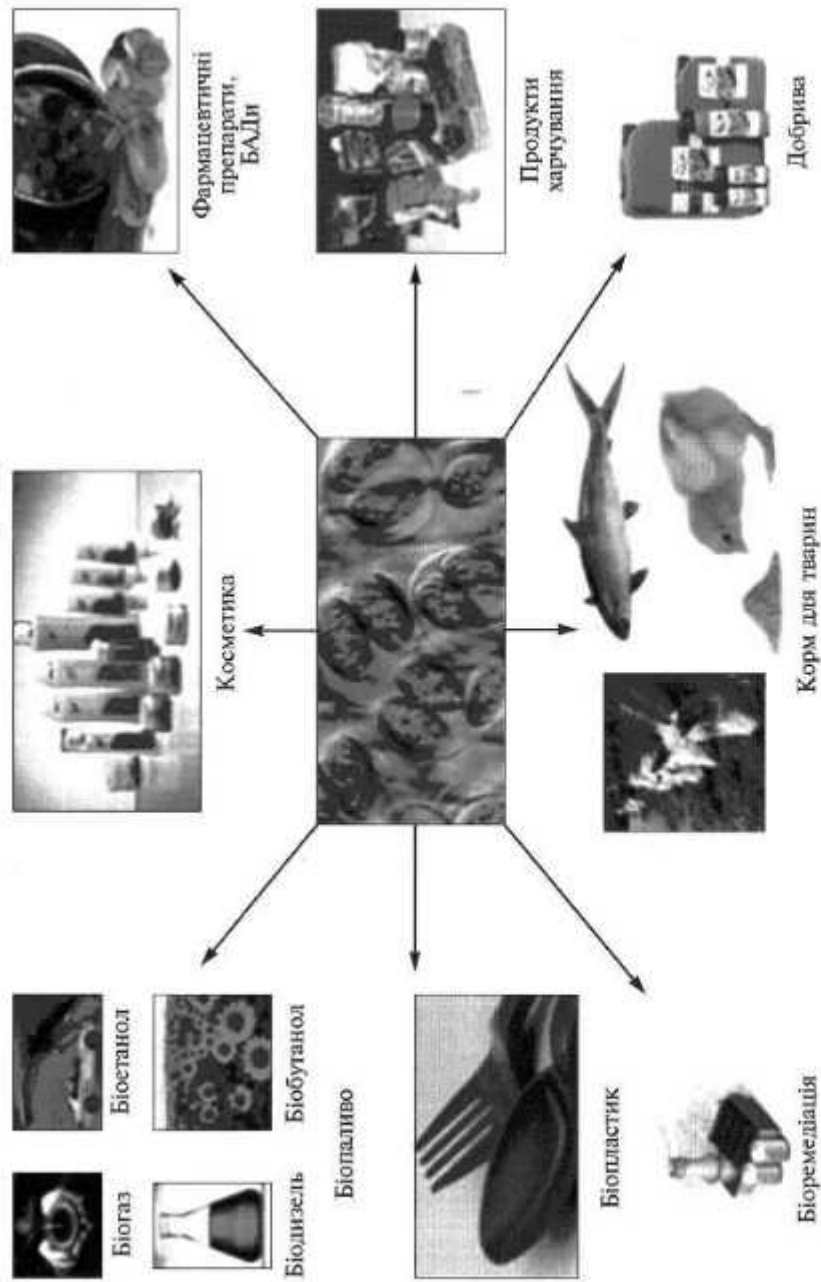 Біогаз
Біоетанол
Біодизель
Біобутанол
Біопаливо
Косметика
Фармацевтичні
препарати,
БАДи
Біопластик
Продукти
харчування
Біоремедіація
Корм для тварин
Добрива